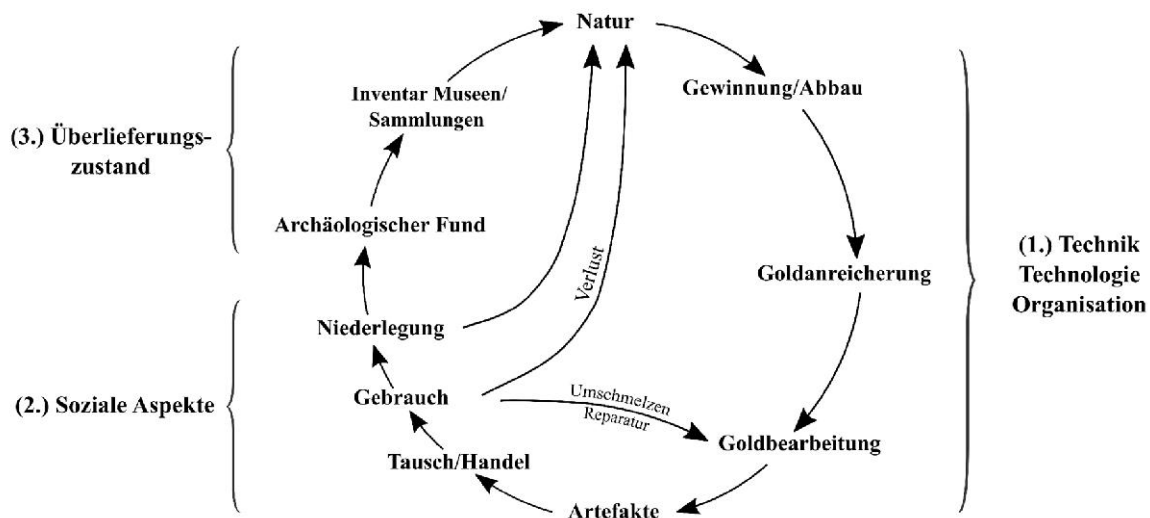 Natur
Gewinnung/Abbau
Inventar Museen/
Sammlungen
(3.) Überlieferungs-
zustand
Archäologischer Fund
(1.) Technik
Technologie
Organisation
Goldanreicherung
Verlust
Niederlegung
Gebrauch
(2.) Soziale Aspekte
Umschmelzen
Reparatur
Goldbearbeitung
Tausch/Handel
Artefakte